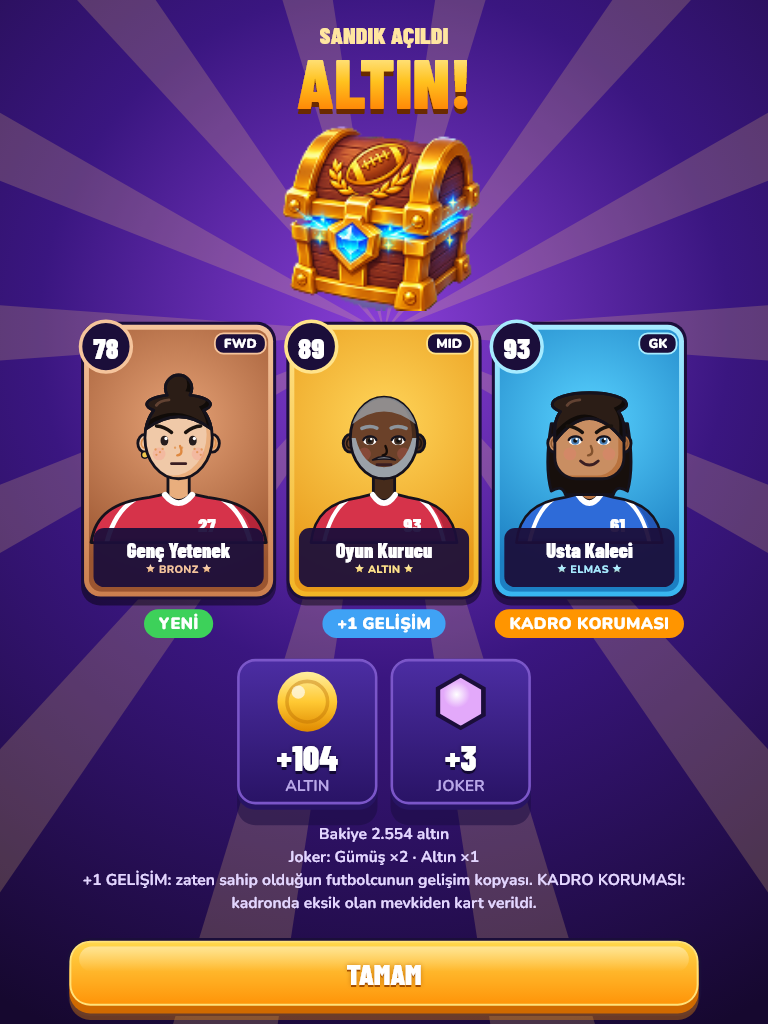 SANDIK AÇILDI
ALTIN!
78 FWD
89 MID
93 GK
27
93
61
Genç Yetenek
★ BRONZ ★
Oyun Kurucu
★ ALTIN ★
Usta Kaleci
★ ELMAS ★
YENİ
+1 GELİŞİM
KADRO KORUMASI
+104
ALTIN
+3
JOKER
Bakiye 2.554 altın
Joker: Gümüş ×2 · Altın ×1
+1 GELİŞİM: zaten sahip olduğun futbolcunun gelişim kopyası. KADRO KORUMASI:
kadronda eksik olan mevkiden kart verildi.
TAMAM